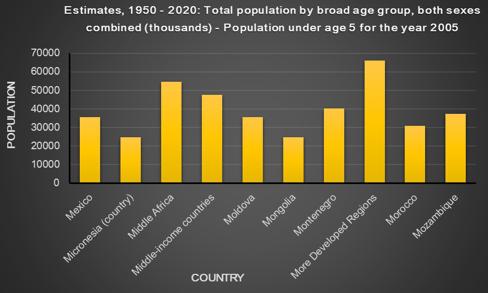 Estimates, 1950 - 2020: Total population by broad age group, both sexes
combined (thousands) - Population under age 5 for the year 2005
POPULATION
70000
60000
50000
40000
30000
20000
10000
0
Mexico
Micronesia (country)
Middle Africa
Middle-income countries
Moldova
Mongolia
Montenegro
More Developed Regions
Morocco
Mozambique
COUNTRY